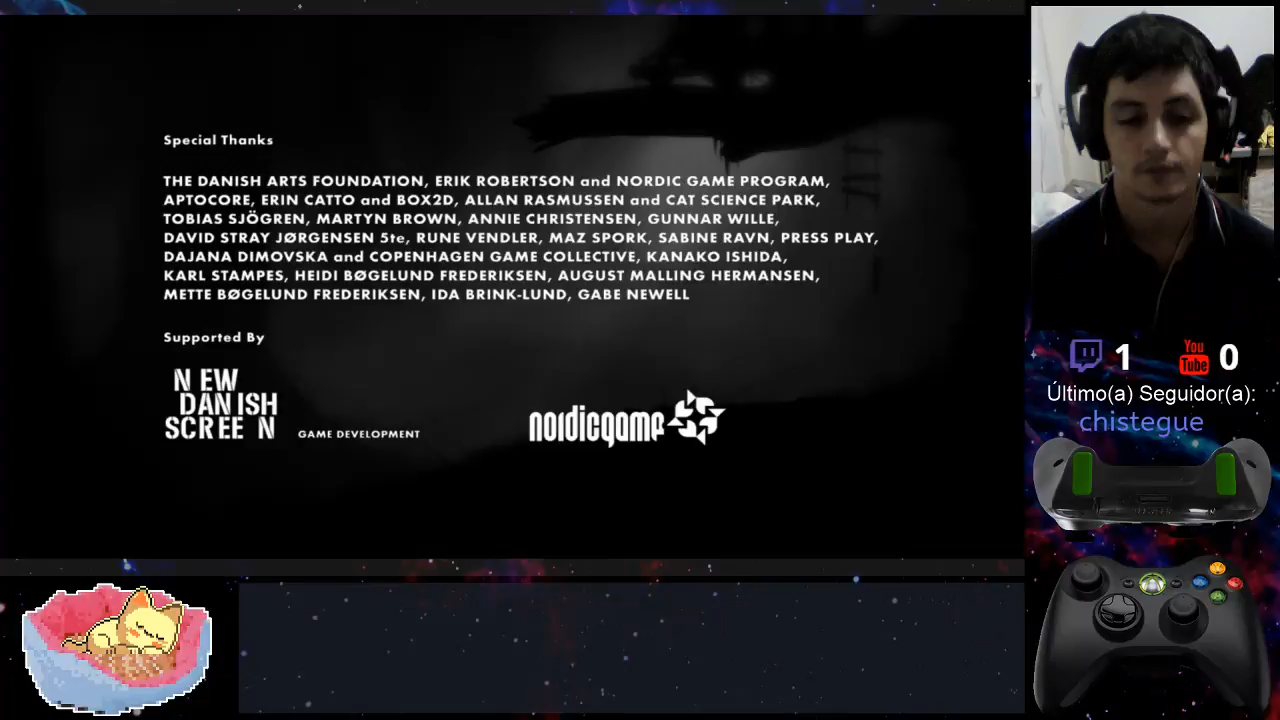 Special Thanks
THE DANISH ARTS FOUNDATION, ERIK ROBERTSON and NORDIC GAME PROGRAM,
APTOCORE, ERIN CATTO and BOX2D, ALLAN RASMUSSEN and CAT SCIENCE PARK,
TOBIAS SJÖGREN, MARTYN BROWN, ANNIE CHRISTENSEN, GUNNAR WILLE,
DAVID STRAY JØRGENSEN 5te, RUNE VENDLER, MAZ SPORK, SABINE RAVN, PRESS PLAY,
DAJANA DIMOVSKA and COPENHAGEN GAME COLLECTIVE, KANAKO ISHIDA,
KARL STAMPES, HEIDI BØGELUND FREDERIKSEN, AUGUST MALLING HERMANSEN,
METTE BØGELUND FREDERIKSEN, IDA BRINK-LUND, GABE NEWELL
Supported By
NEW
DANISH
SCREEN
GAME DEVELOPMENT
nordicgame
1
You
Tube
0
Último(a) Seguidor(a):
chistegue